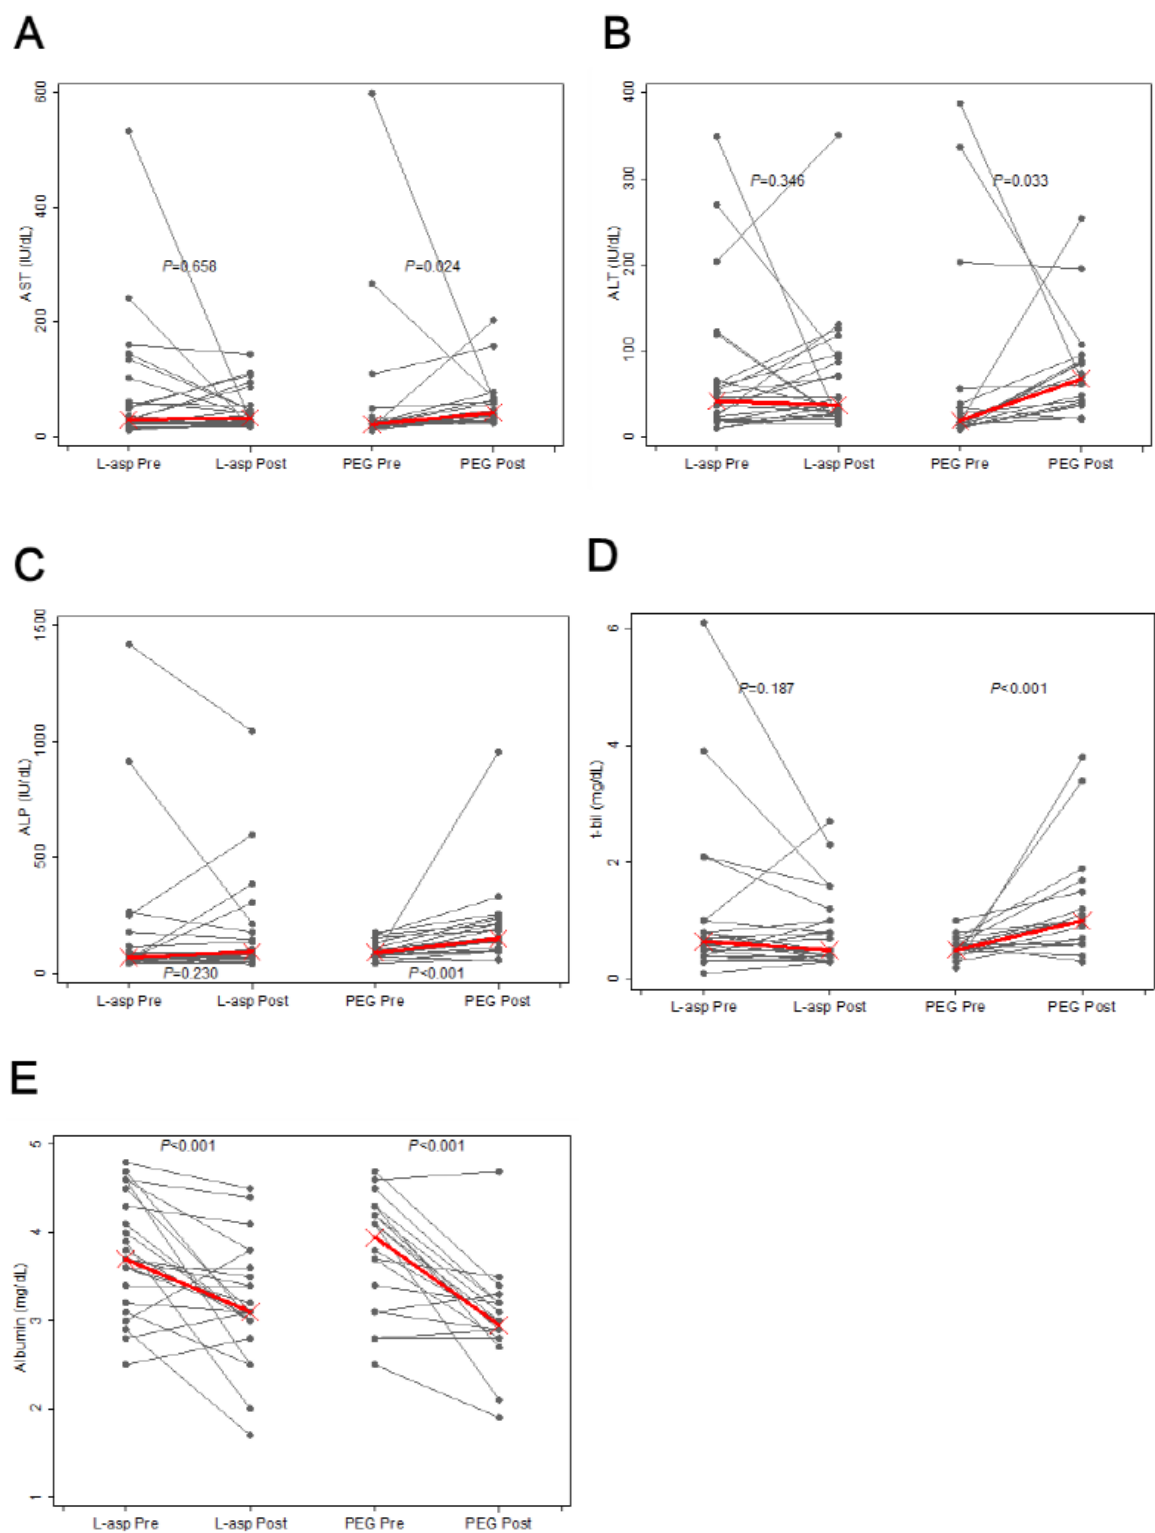 A
B
600
400
200
0
AST (IU/dL)
P=0.658
P=0.024
L-asp Pre
L-asp Post
PEG Pre
PEG Post
400
300
200
100
0
ALT (IU/dL)
P=0.346
P=0.033
L-asp Pre
L-asp Post
PEG Pre
PEG Post
C
D
1500
1000
500
0
ALP (IU/dL)
P=0.230
P<0.001
L-asp Pre
L-asp Post
PEG Pre
PEG Post
6
4
2
0
t-bil (mg/dL)
P=0.187
P<0.001
L-asp Pre
L-asp Post
PEG Pre
PEG Post
E
5
4
3
2
1
Albumin (mg/dL)
P<0.001
P<0.001
L-asp Pre
L-asp Post
PEG Pre
PEG Post